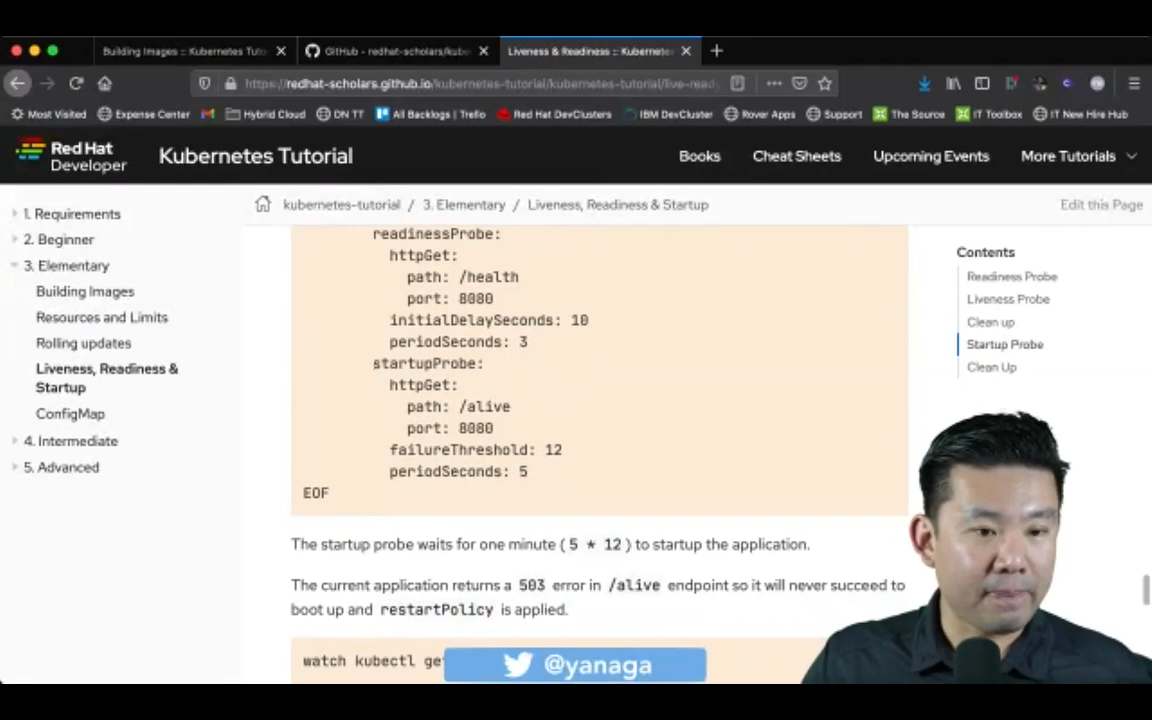 Building Images :: Kubernetes Tuto
GitHub - redhat-scholars/kube
Liveness & Readiness :: Kubernetes
https://redhat-scholars.github.io/kubernetes-tutorial/kubernetes-tutorial/live-read
Most Visited
Expense Center
Hybrid Cloud
DN TT
All Backlogs | Trello
Red Hat DevClusters
IBM DevCluster
Rover Apps
Support
The Source
IT Toolbox
IT New Hire Hub
Red Hat
Developer
Kubernetes Tutorial
Books
Cheat Sheets
Upcoming Events
More Tutorials
kubernetes-tutorial / 3. Elementary / Liveness, Readiness & Startup
Edit this Page
1. Requirements
2. Beginner
3. Elementary
Building Images
Resources and Limits
Rolling updates
Liveness, Readiness &
Startup
ConfigMap
4. Intermediate
5. Advanced
readinessProbe:
httpGet:
path: /health
port: 8080
initialDelaySeconds: 10
periodSeconds: 3
startupProbe:
httpGet:
path: /alive
port: 8080
failureThreshold: 12
periodSeconds: 5
EOF
The startup probe waits for one minute ( 5 * 12 ) to startup the application.
The current application returns a 503 error in /alive endpoint so it will never succeed to
boot up and restartPolicy is applied.
watch kubectl ge
@yanaga
Contents
Readiness Probe
Liveness Probe
Clean up
Startup Probe
Clean Up